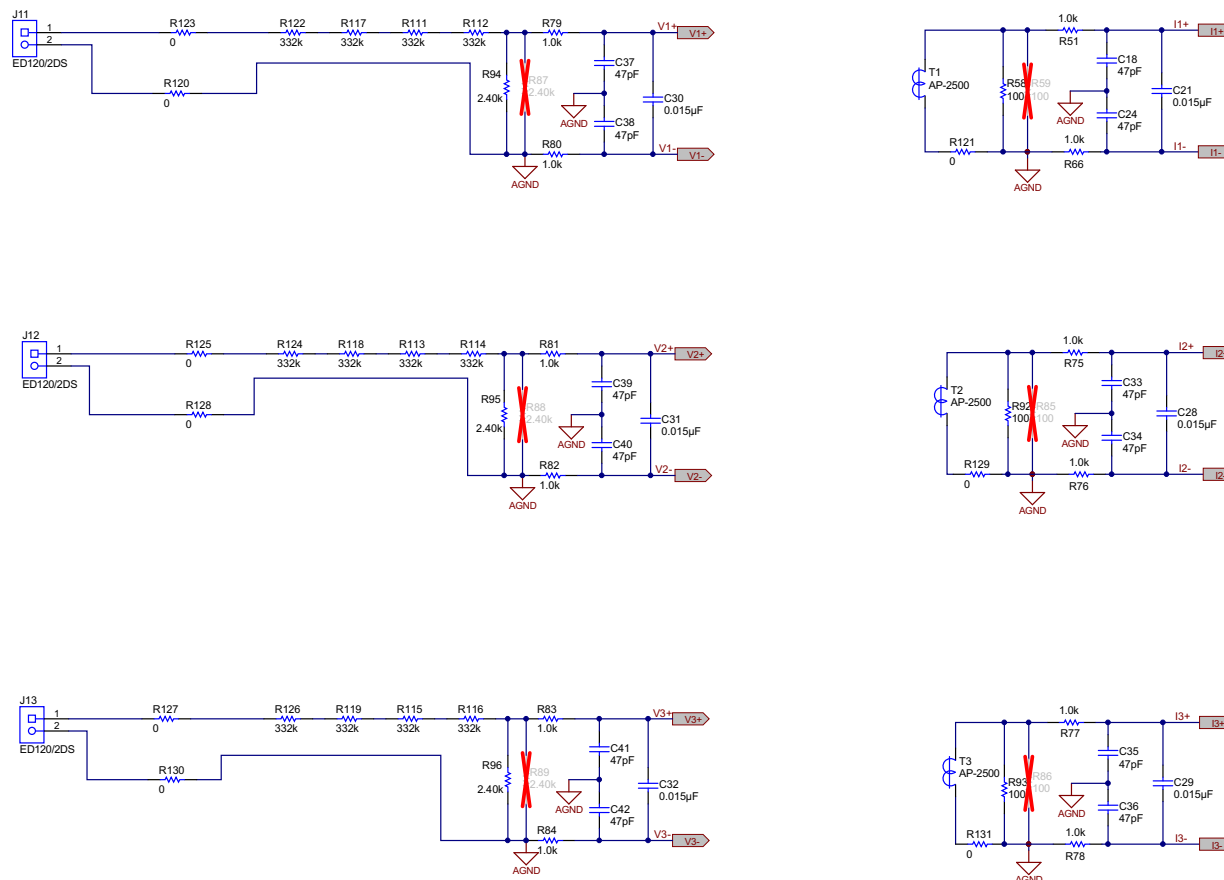 J11
1
2
ED120/2DS
R123
0
R120
0
R122
332k
R117
332k
R111
332k
R112
332k
R79
1.0k
R94
2.40k
R87
2.40k
C37
47pF
C38
47pF
AGND
C30
0.015µF
R80
1.0k
AGND
V1+
V1+
V1-
V1-
T1
AP-2500
R121
0
R58
100
R59
100
1.0k
R51
C18
47pF
C24
47pF
AGND
C21
0.015µF
1.0k
R66
AGND
I1+
I1+
I1-
I1-
J12
1
2
ED120/2DS
R125
0
R128
0
R124
332k
R118
332k
R113
332k
R114
332k
R81
1.0k
R95
2.40k
R88
2.40k
C39
47pF
C40
47pF
AGND
C31
0.015µF
R82
1.0k
AGND
V2+
V2+
V2-
V2-
T2
AP-2500
R129
0
R92
100
R85
100
1.0k
R75
C33
47pF
C34
47pF
AGND
C28
0.015µF
1.0k
R76
AGND
I2+
I2
I2-
I2-
J13
1
2
ED120/2DS
R127
0
R130
0
R126
332k
R119
332k
R115
332k
R116
332k
R83
1.0k
R96
2.40k
R89
2.40k
C41
47pF
C42
47pF
AGND
C32
0.015µF
R84
1.0k
AGND
V3+
V3+
V3-
V3-
T3
AP-2500
R131
0
R93
100
R86
100
1.0k
R77
C35
47pF
C36
47pF
AGND
C29
0.015µF
1.0k
R78
AGND
I3+
I3+
I3-
I3-